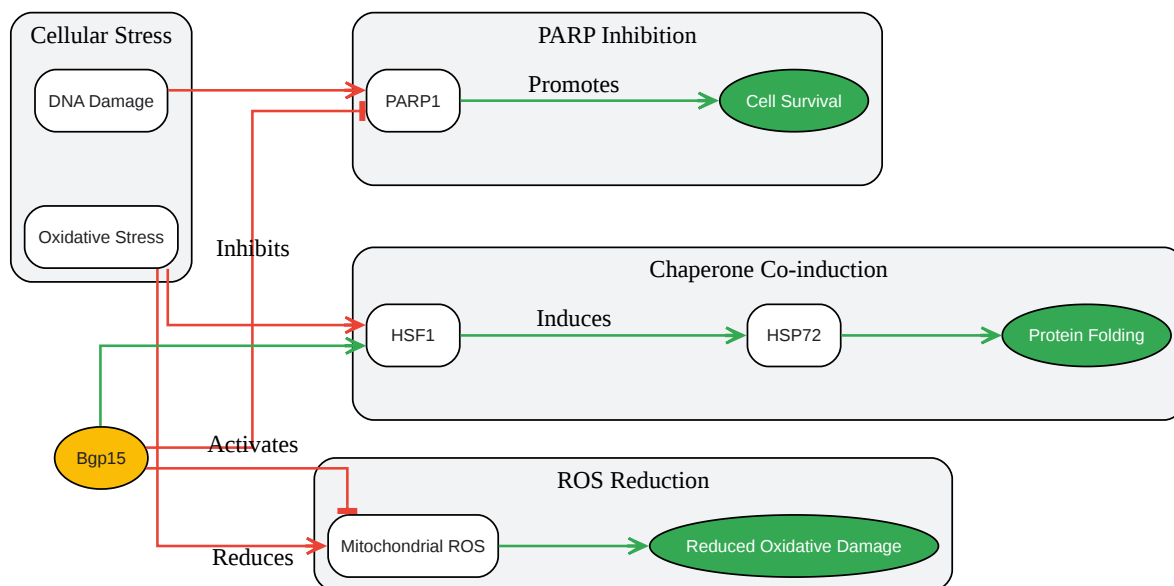 Cellular Stress
PARP Inhibition
DNA Damage
PARP1
Promotes
Cell Survival
Oxidative Stress
Inhibits
Chaperone Co-induction
HSF1
Induces
HSP72
Protein Folding
Bgp15
Activates
ROS Reduction
Reduces
Mitochondrial ROS
Reduced Oxidative Damage